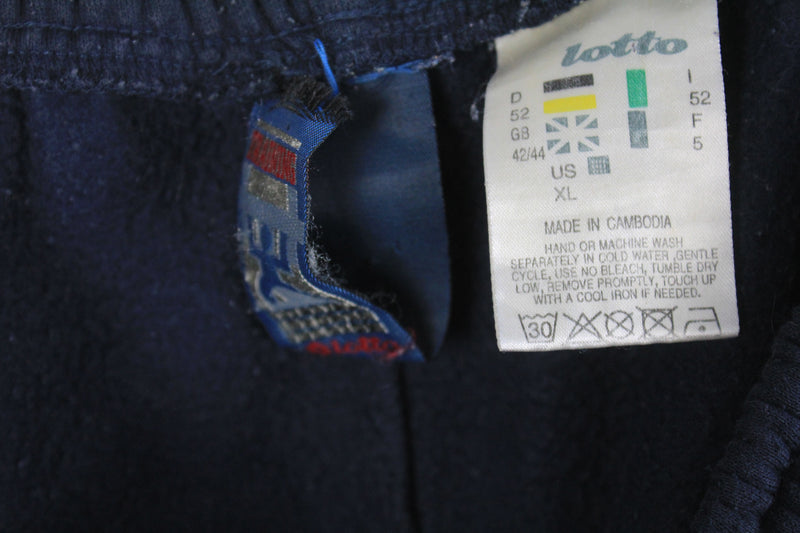 lotto
D
52
GB
42/44
I
52
F
5
US
XL
MADE IN CAMBODIA
HAND OR MACHINE WASH
SEPARATELY IN COLD WATER ,GENTLE
CYCLE, USE NO BLEACH, TUMBLE DRY
LOW, REMOVE PROMPTLY, TOUCH UP
WITH A COOL IRON IF NEEDED.
30